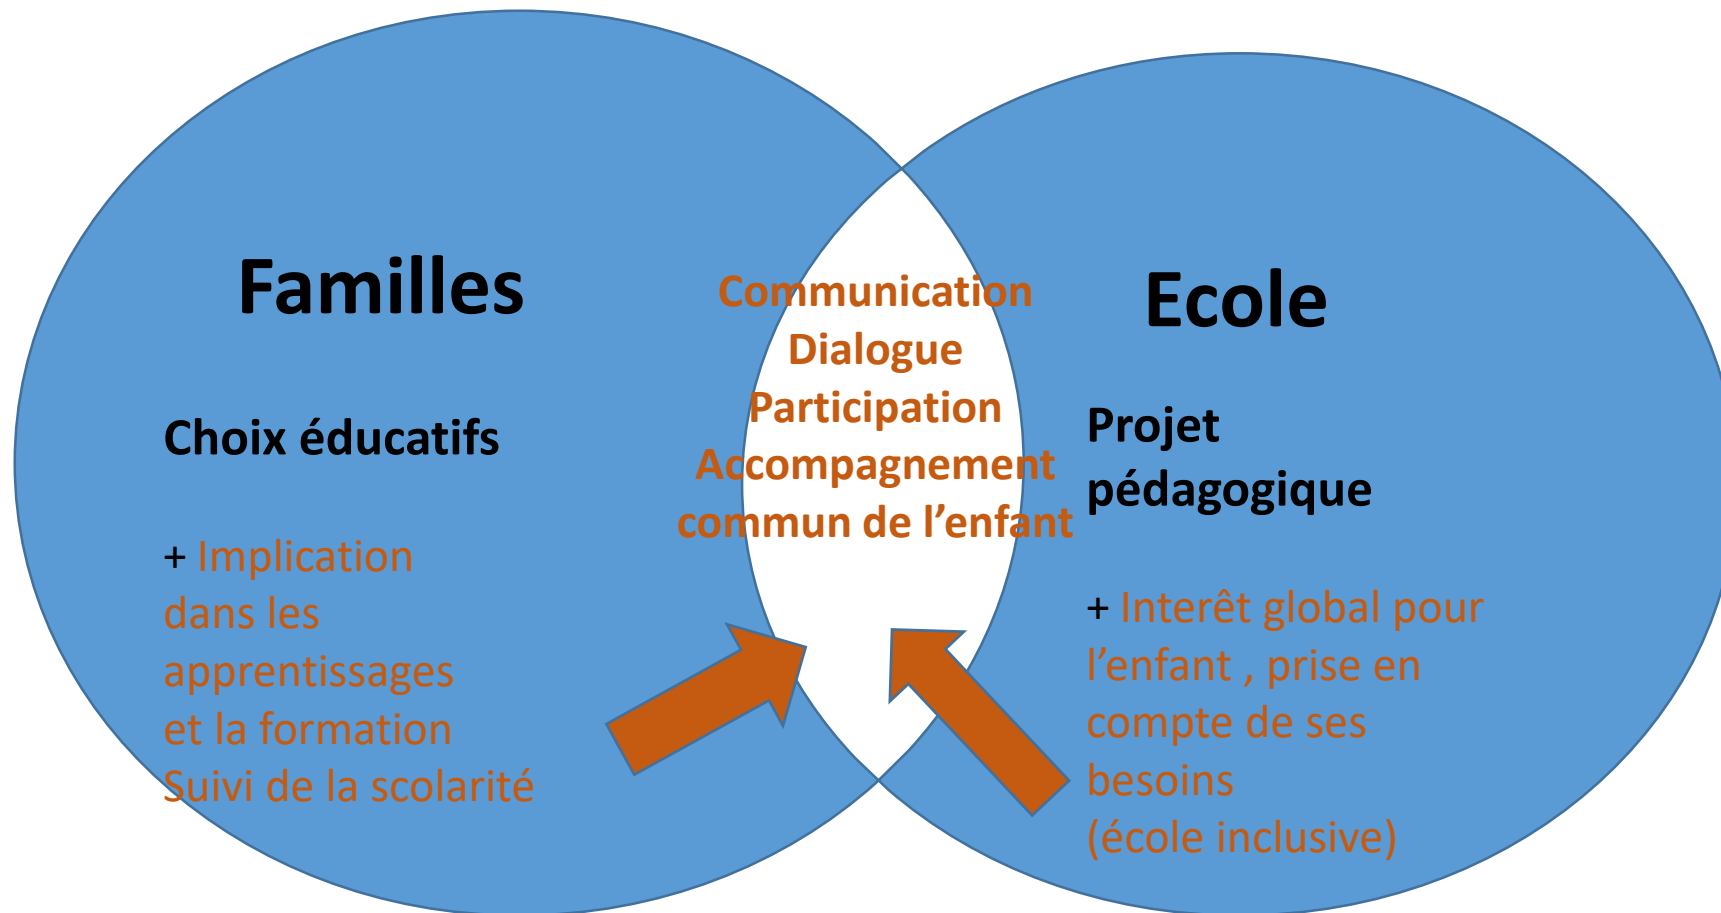 Familles
Choix éducatifs
+ Implication
dans les
apprentissages
et la formation
Suivi de la scolarité
Communication
Dialogue
Participation
Accompagnement
commun de l’enfant
Ecole
Projet
pédagogique
+ Interêt global pour
l’enfant , prise en
compte de ses
besoins
(école inclusive)